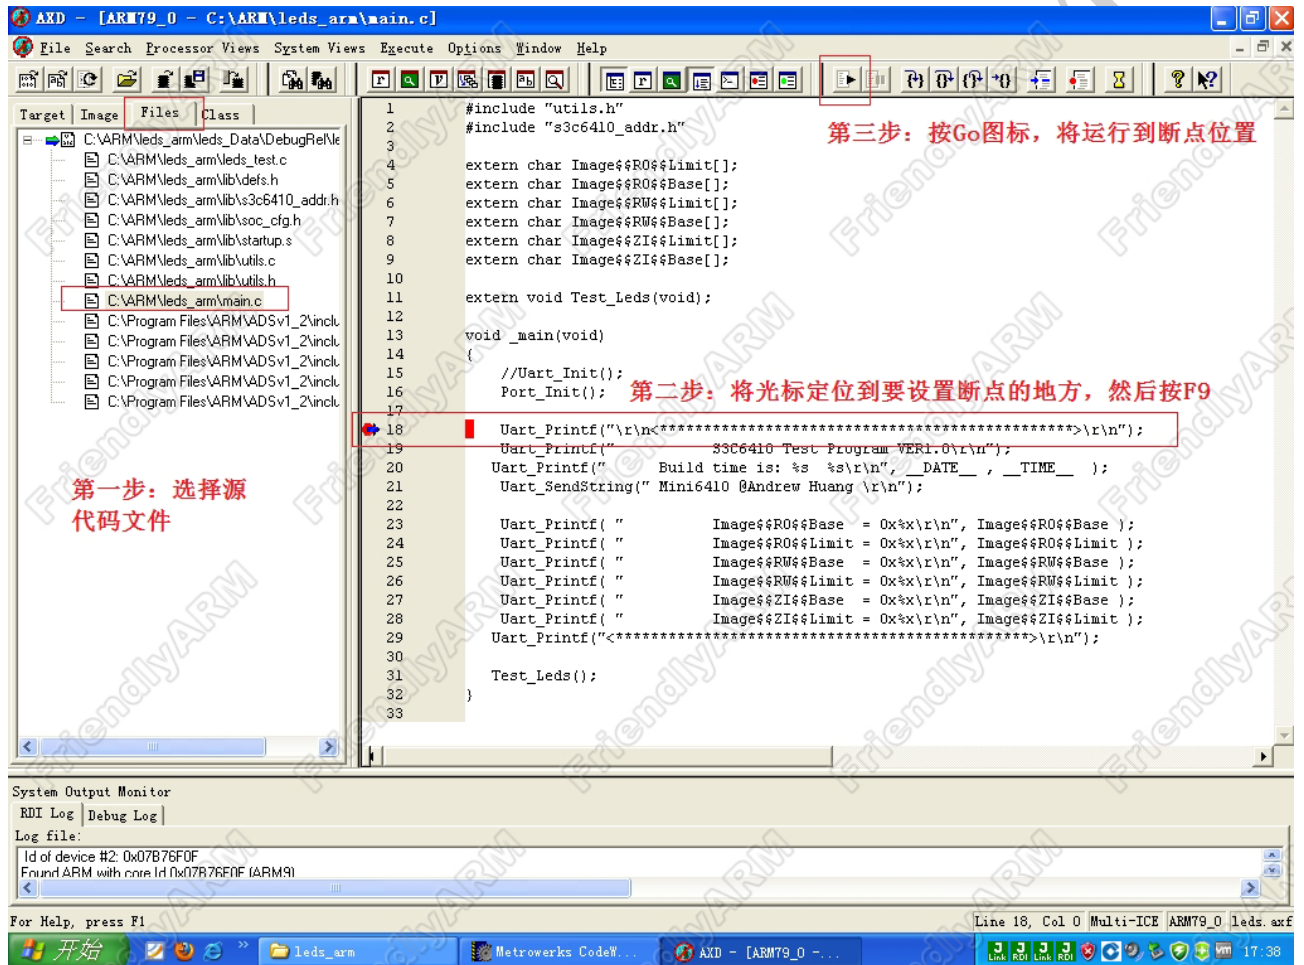 AXD - [ARM79_0 - C:\ARM\leds_arm\main.c]
File Search Processor Views System Views Execute Options Window Help
Target Image Files Class
C:\ARM\leds_arm\leds_Data\DebugRel\le
C:\ARM\leds_arm\leds_test.c
C:\ARM\leds_arm\lib\defs.h
C:\ARM\leds_arm\lib\s3c6410_addr.h
C:\ARM\leds_arm\lib\soc_cfg.h
C:\ARM\leds_arm\lib\startup.s
C:\ARM\leds_arm\lib\utils.c
C:\ARM\leds_arm\lib\utils.h
C:\ARM\leds_arm\main.c
C:\Program Files\ARM\ADSv1_2\inclu
C:\Program Files\ARM\ADSv1_2\inclu
C:\Program Files\ARM\ADSv1_2\inclu
C:\Program Files\ARM\ADSv1_2\inclu
C:\Program Files\ARM\ADSv1_2\inclu
第一步：选择源
代码文件
第三步：按Go图标，将运行到断点位置
第二步：将光标定位到要设置断点的地方，然后按F9
1 #include "utils.h"
2 #include "s3c6410_addr.h"
3
4 extern char Image$$RO$$Limit[];
5 extern char Image$$RO$$Base[];
6 extern char Image$$RW$$Limit[];
7 extern char Image$$RW$$Base[];
8 extern char Image$$ZI$$Limit[];
9 extern char Image$$ZI$$Base[];
10
11 extern void Test_Leds(void);
12
13 void _main(void)
14 {
15 //Uart_Init();
16 Port_Init();
17
18 Uart_Printf("\r\n<***********************************************>\r\n");
19 Uart_Printf(" S3C6410 Test Program VER1.0\r\n");
20 Uart_Printf(" Build time is: %s %s\r\n", __DATE__ , __TIME__ );
21 Uart_SendString(" Mini6410 @Andrew Huang \r\n");
22
23 Uart_Printf( " Image$$RO$$Base = 0x%x\r\n", Image$$RO$$Base );
24 Uart_Printf( " Image$$RO$$Limit = 0x%x\r\n", Image$$RO$$Limit );
25 Uart_Printf( " Image$$RW$$Base = 0x%x\r\n", Image$$RW$$Base );
26 Uart_Printf( " Image$$RW$$Limit = 0x%x\r\n", Image$$RW$$Limit );
27 Uart_Printf( " Image$$ZI$$Base = 0x%x\r\n", Image$$ZI$$Base );
28 Uart_Printf( " Image$$ZI$$Limit = 0x%x\r\n", Image$$ZI$$Limit );
29 Uart_Printf("<***********************************************>\r\n");
30
31 Test_Leds();
32 }
33
System Output Monitor
RDI Log Debug Log
Log file:
Id of device #2: 0x07B76F0F
Found ARM with core Id 0x07B76F0F (ARM9)
For Help, press F1
Line 18, Col 0 Multi-ICE ARM79_0 leds.axf
开始 leds_arm Metrowerks CodeW... AXD - [ARM79_0 -... 17:38
FriendlyARM